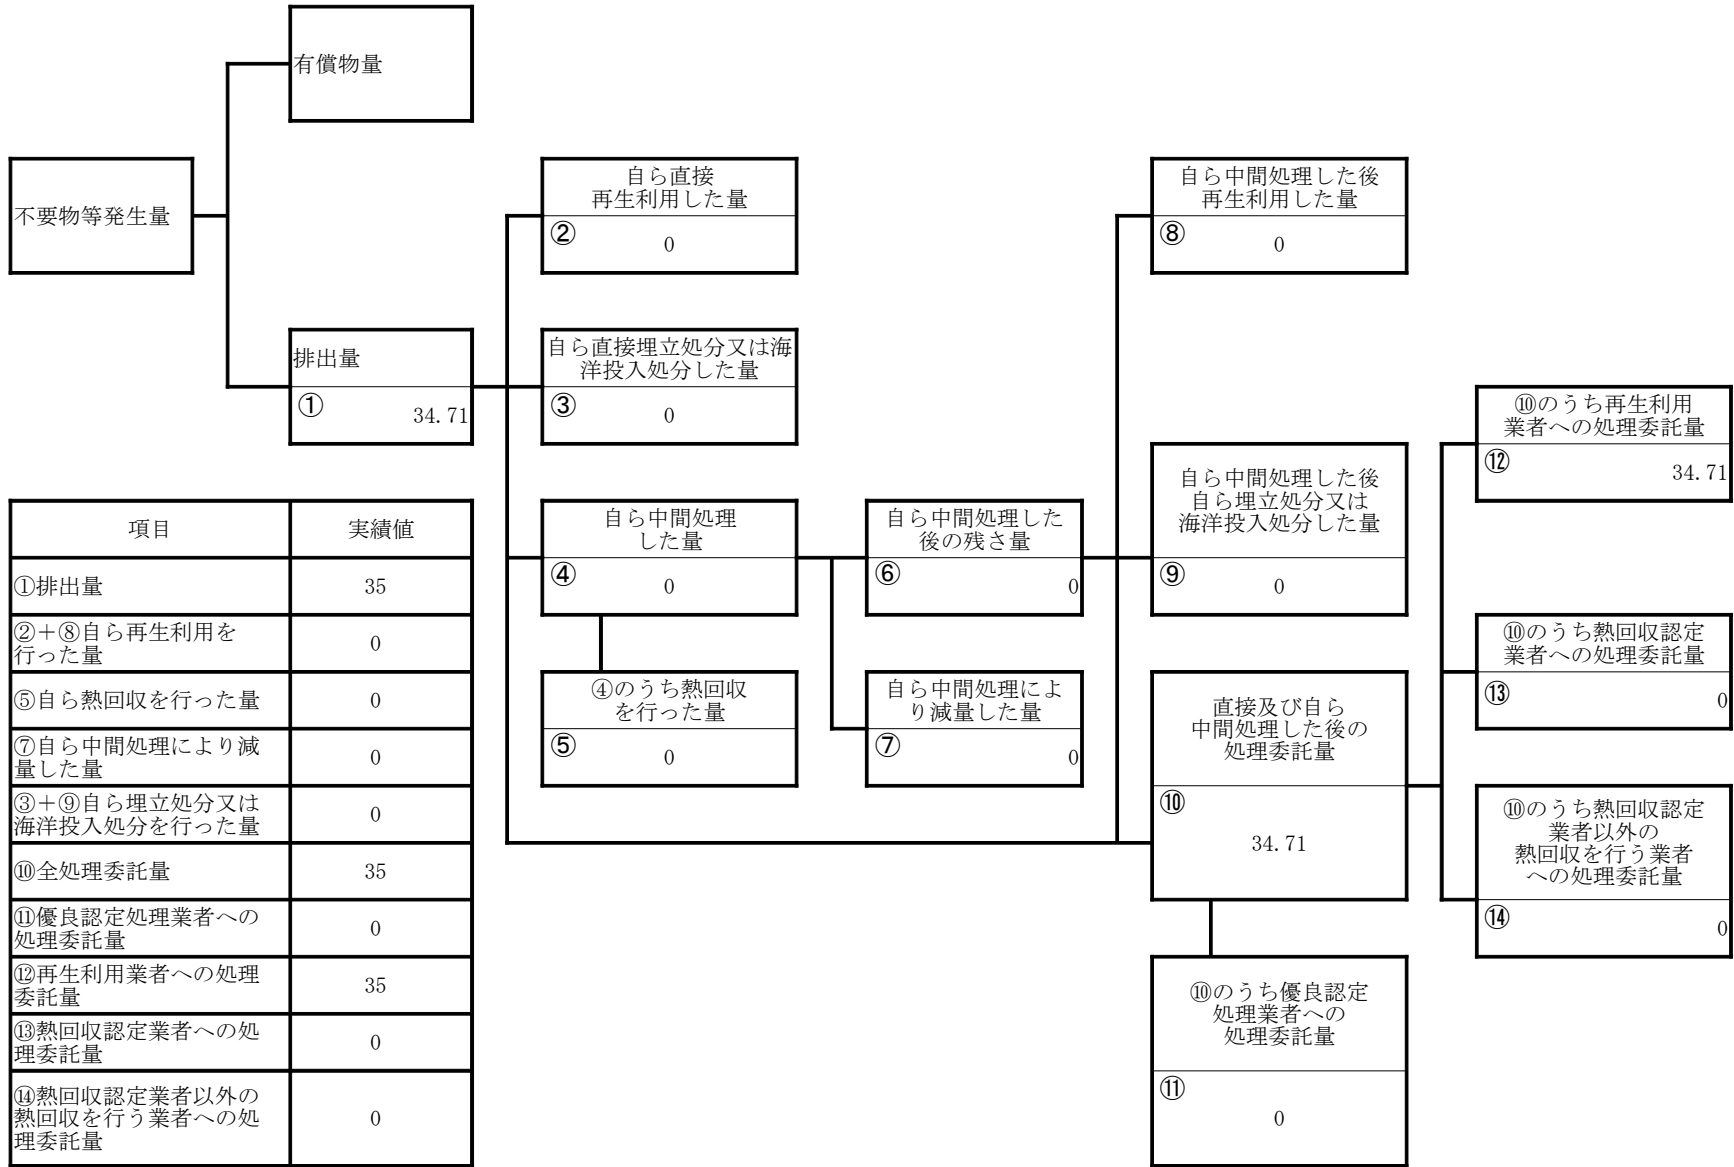 有償物量
不要物等発生量
自ら直接
再生利用した量
②
0
自ら中間処理した後
再生利用した量
⑧
0
排出量
①
34.71
自ら直接埋立処分又は海
洋投入処分した量
③
0
⑩のうち再生利用
業者への処理委託量
⑫
34.71
自ら中間処理
した量
④
0
自ら中間処理した
後の残さ量
⑥
0
自ら中間処理した後
自ら埋立処分又は
海洋投入処分した量
⑨
0
⑩のうち熱回収認定
業者への処理委託量
⑬
0
④のうち熱回収
を行った量
⑤
0
自ら中間処理によ
り減量した量
⑦
0
直接及び自ら
中間処理した後の
処理委託量
⑩
34.71
⑩のうち熱回収認定
業者以外の
熱回収を行う業者
への処理委託量
⑭
0
⑩のうち優良認定
処理業者への
処理委託量
⑪
0
項目 実績値
①排出量 35
②＋⑧自ら再生利用を
行った量 0
⑤自ら熱回収を行った量 0
⑦自ら中間処理により減
量した量 0
③＋⑨自ら埋立処分又は
海洋投入処分を行った量 0
⑩全処理委託量 35
⑪優良認定処理業者への
処理委託量 0
⑫再生利用業者への処理
委託量 35
⑬熱回収認定業者への処
理委託量 0
⑭熱回収認定業者以外の
熱回収を行う業者への処
理委託量 0